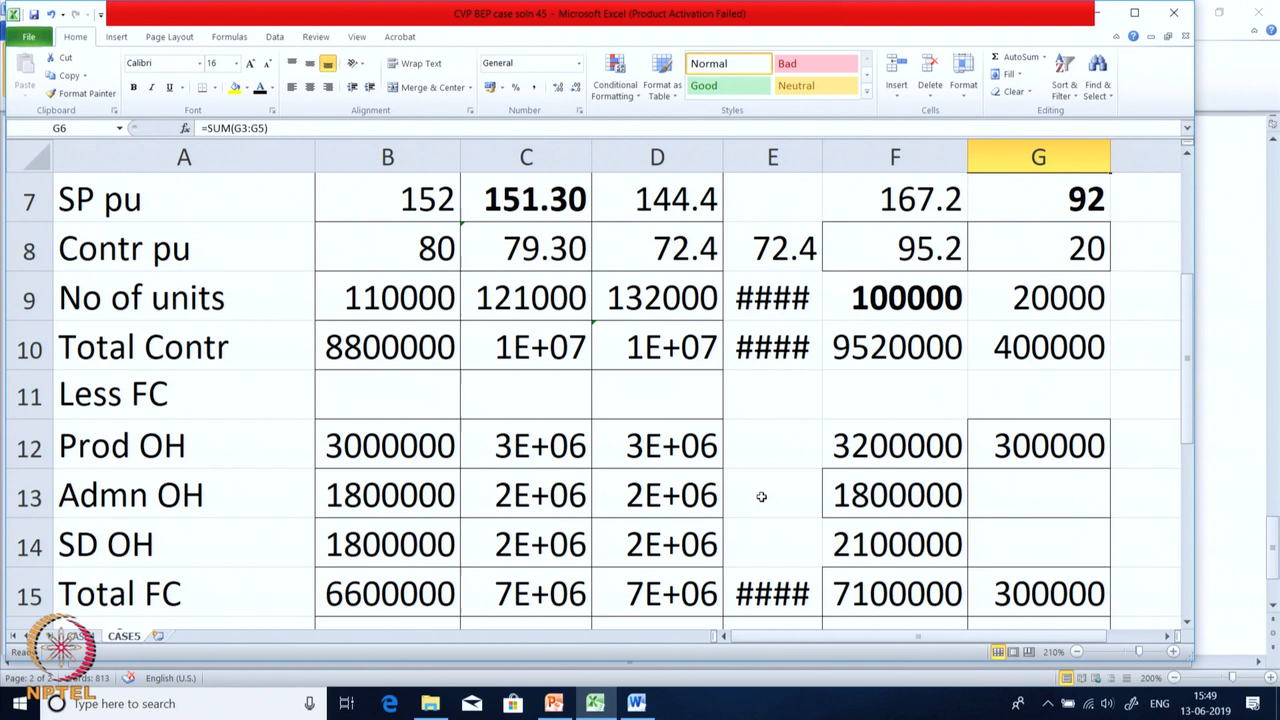 CVP BEP case soln 45 - Microsoft Excel (Product Activation Failed)
File Home Insert Page Layout Formulas Data Review View Acrobat
Cut
Copy
Format Painter
Paste
Clipboard
Calibri 16
Font
Wrap Text
Merge & Center
Alignment
General
Number
Conditional Formatting
Format as Table
Normal Bad
Good Neutral
Styles
Insert Delete Format
Cells
AutoSum
Fill
Clear
Sort & Filter
Find & Select
Editing
G6 fx =SUM(G3:G5)
A B C D E F G
7 SP pu 152 151.30 144.4 167.2 92
8 Contr pu 80 79.30 72.4 72.4 95.2 20
9 No of units 110000 121000 132000 #### 100000 20000
10 Total Contr 8800000 1E+07 1E+07 #### 9520000 400000
11 Less FC
12 Prod OH 3000000 3E+06 3E+06 3200000 300000
13 Admn OH 1800000 2E+06 2E+06 1800000
14 SD OH 1800000 2E+06 2E+06 2100000
15 Total FC 6600000 7E+06 7E+06 #### 7100000 300000
CASE5
210%
Page: 2 of 2 Words: 813 English (U.S.) 200%
NPTEL
Type here to search
ENG
15:49
13-06-2019